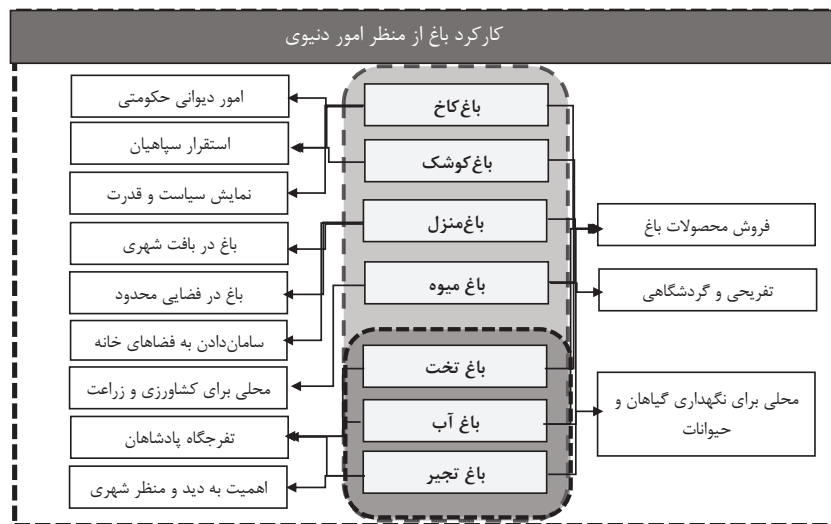 کارکرد باغ از منظر امور دنیوی
فروش محصولات باغ
تفریحی و گردشگاهی
محلی برای نگهداری گیاهان و
حیوانات
باغ‌کاخ
باغ‌کوشک
باغ‌منزل
باغ میوه
باغ تخت
باغ آب
باغ تجیر
امور دیوانی حکومتی
استقرار سپاهیان
نمایش سیاست و قدرت
باغ در بافت شهری
باغ در فضایی محدود
سامان‌دادن به فضاهای خانه
محلی برای کشاورزی و زراعت
تفرجگاه پادشاهان
اهمیت به دید و منظر شهری